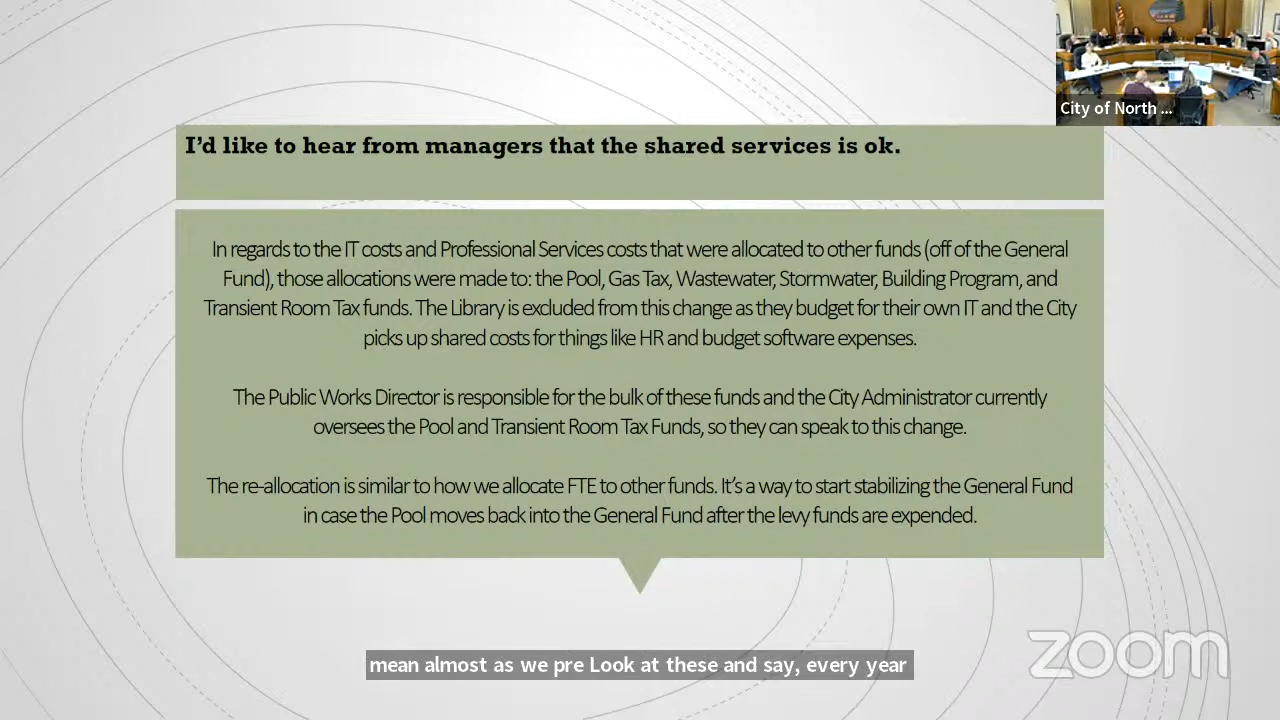 City of North ...
I'd like to hear from managers that the shared services is ok.
In regards to the IT costs and Professional Services costs that were allocated to other funds (off of the General
Fund), those allocations were made to: the Pool, Gas Tax, Wastewater, Stormwater, Building Program, and
Transient Room Tax funds. The Library is excluded from this change as they budget for their own IT and the City
picks up shared costs for things like HR and budget software expenses.
The Public Works Director is responsible for the bulk of these funds and the City Administrator currently
oversees the Pool and Transient Room Tax Funds, so they can speak to this change.
The re-allocation is similar to how we allocate FTE to other funds. It's a way to start stabilizing the General Fund
in case the Pool moves back into the General Fund after the levy funds are expended.
zoom
mean almost as we pre Look at these and say, every year